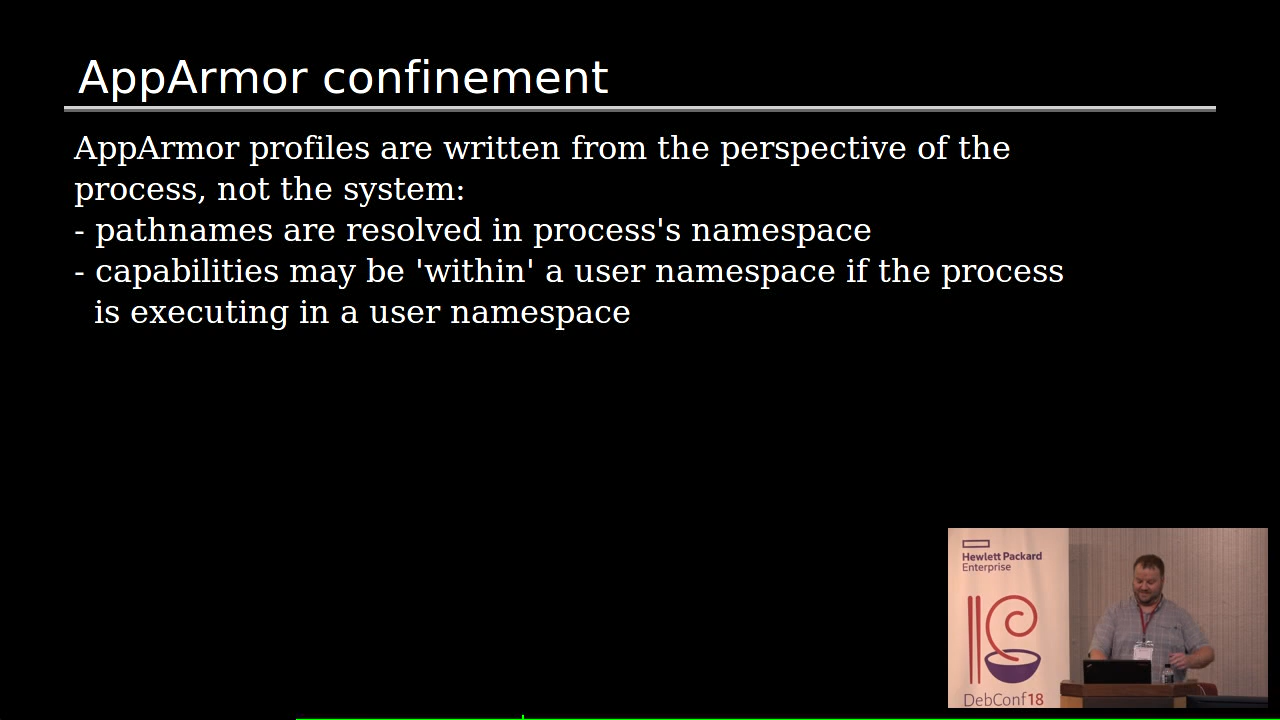 AppArmor confinement
AppArmor profiles are written from the perspective of the
process, not the system:
- pathnames are resolved in process's namespace
- capabilities may be 'within' a user namespace if the process
is executing in a user namespace
Hewlett Packard
Enterprise
DebConf18